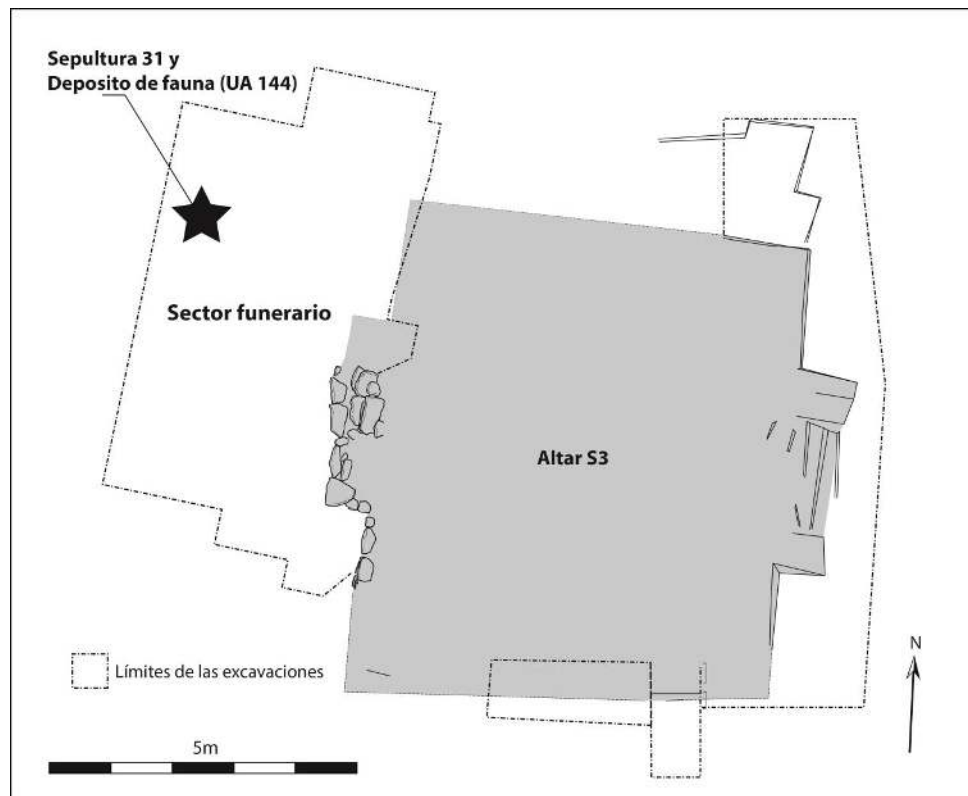 Sepultura 31 y
Deposito de fauna (UA 144)
Sector funerario
Altar S3
Límites de las excavaciones
N
5m